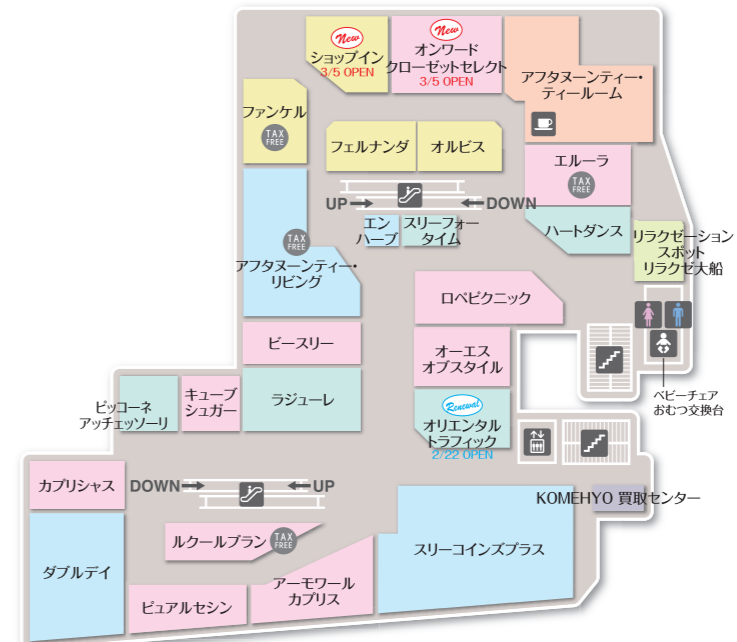 New
ショップイン
3/5 OPEN
New
オンワード
クローゼットセレクト
3/5 OPEN
アフタヌーンティー・
ティールーム
ファンケル
TAX
FREE
フェルナンダ
オルビス
エルーラ
TAX
FREE
UP
DOWN
エン
ハーブ
スリーフォー
タイム
ハートダンス
リラクゼーション
スポット
リラクゼ大船
TAX
FREE
アフタヌーンティー・
リビング
ロペピクニック
ビースリー
オーエス
オブスタイル
ベビーチェア
おむつ交換台
ピッコーネ
アッチェッソーリ
キューブ
シュガー
ラジューレ
Renewal
オリエンタル
トラフィック
2/22 OPEN
カプリシャス
DOWN
UP
KOMEHYO 買取センター
ルクールブラン
TAX
FREE
スリーコインズプラス
ダブルデイ
ピュアルセシン
アーモワール
カプリス